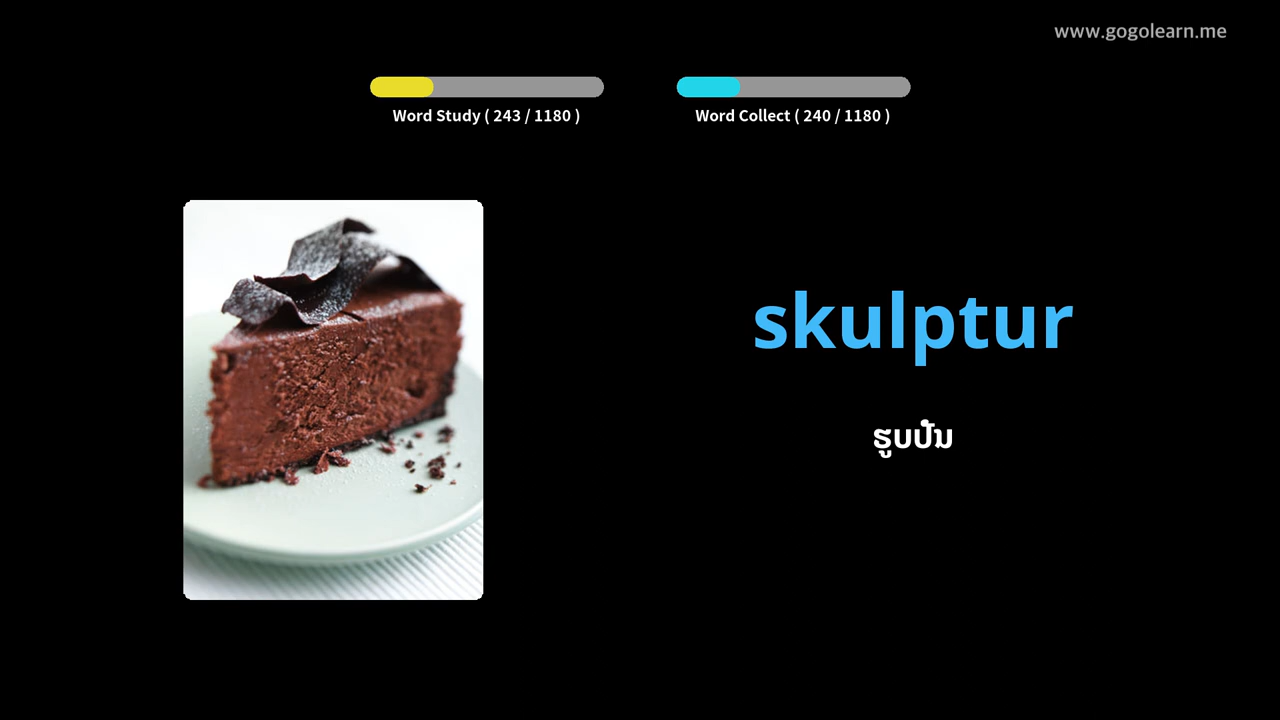 www.gogolearn.me
Word Study ( 243 / 1180 )
Word Collect ( 240 / 1180 )
skulptur
ຮູບປັ້ນ